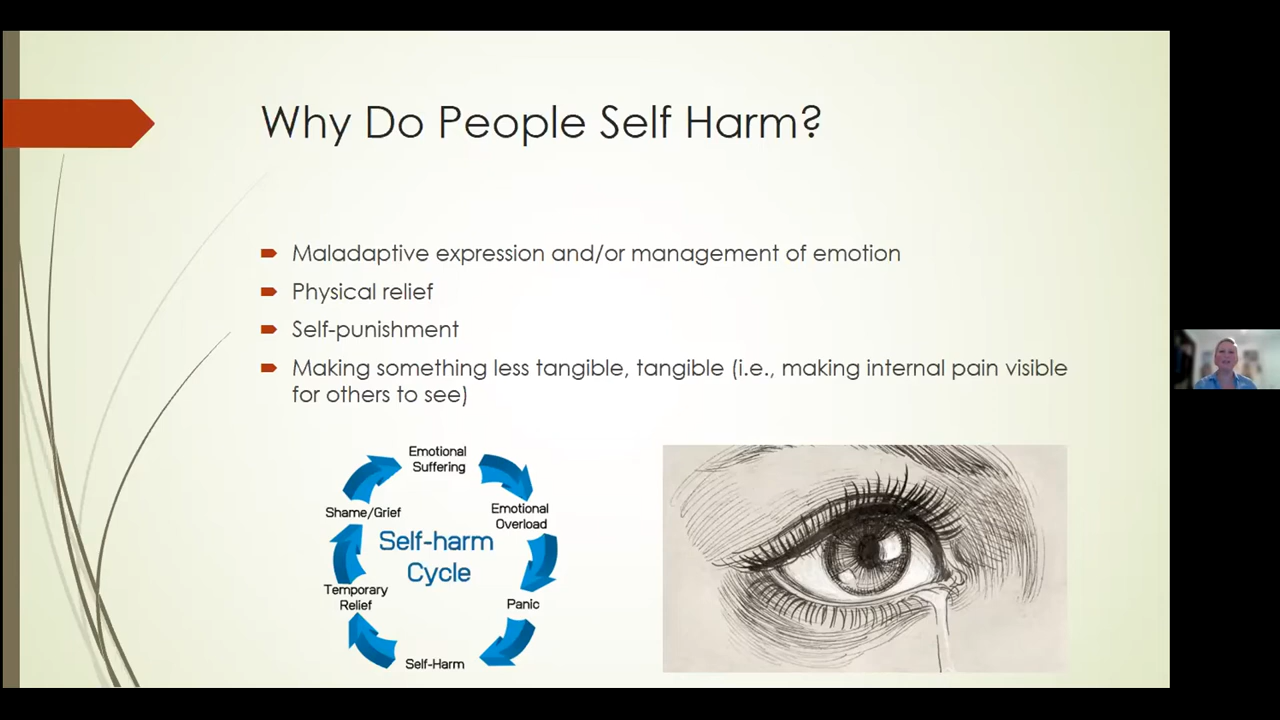 Why Do People Self Harm?
Maladaptive expression and/or management of emotion
Physical relief
Self-punishment
Making something less tangible, tangible (i.e., making internal pain visible
for others to see)
Emotional
Suffering
Emotional
Overload
Panic
Self-Harm
Temporary
Relief
Shame/Grief
Self-harm
Cycle